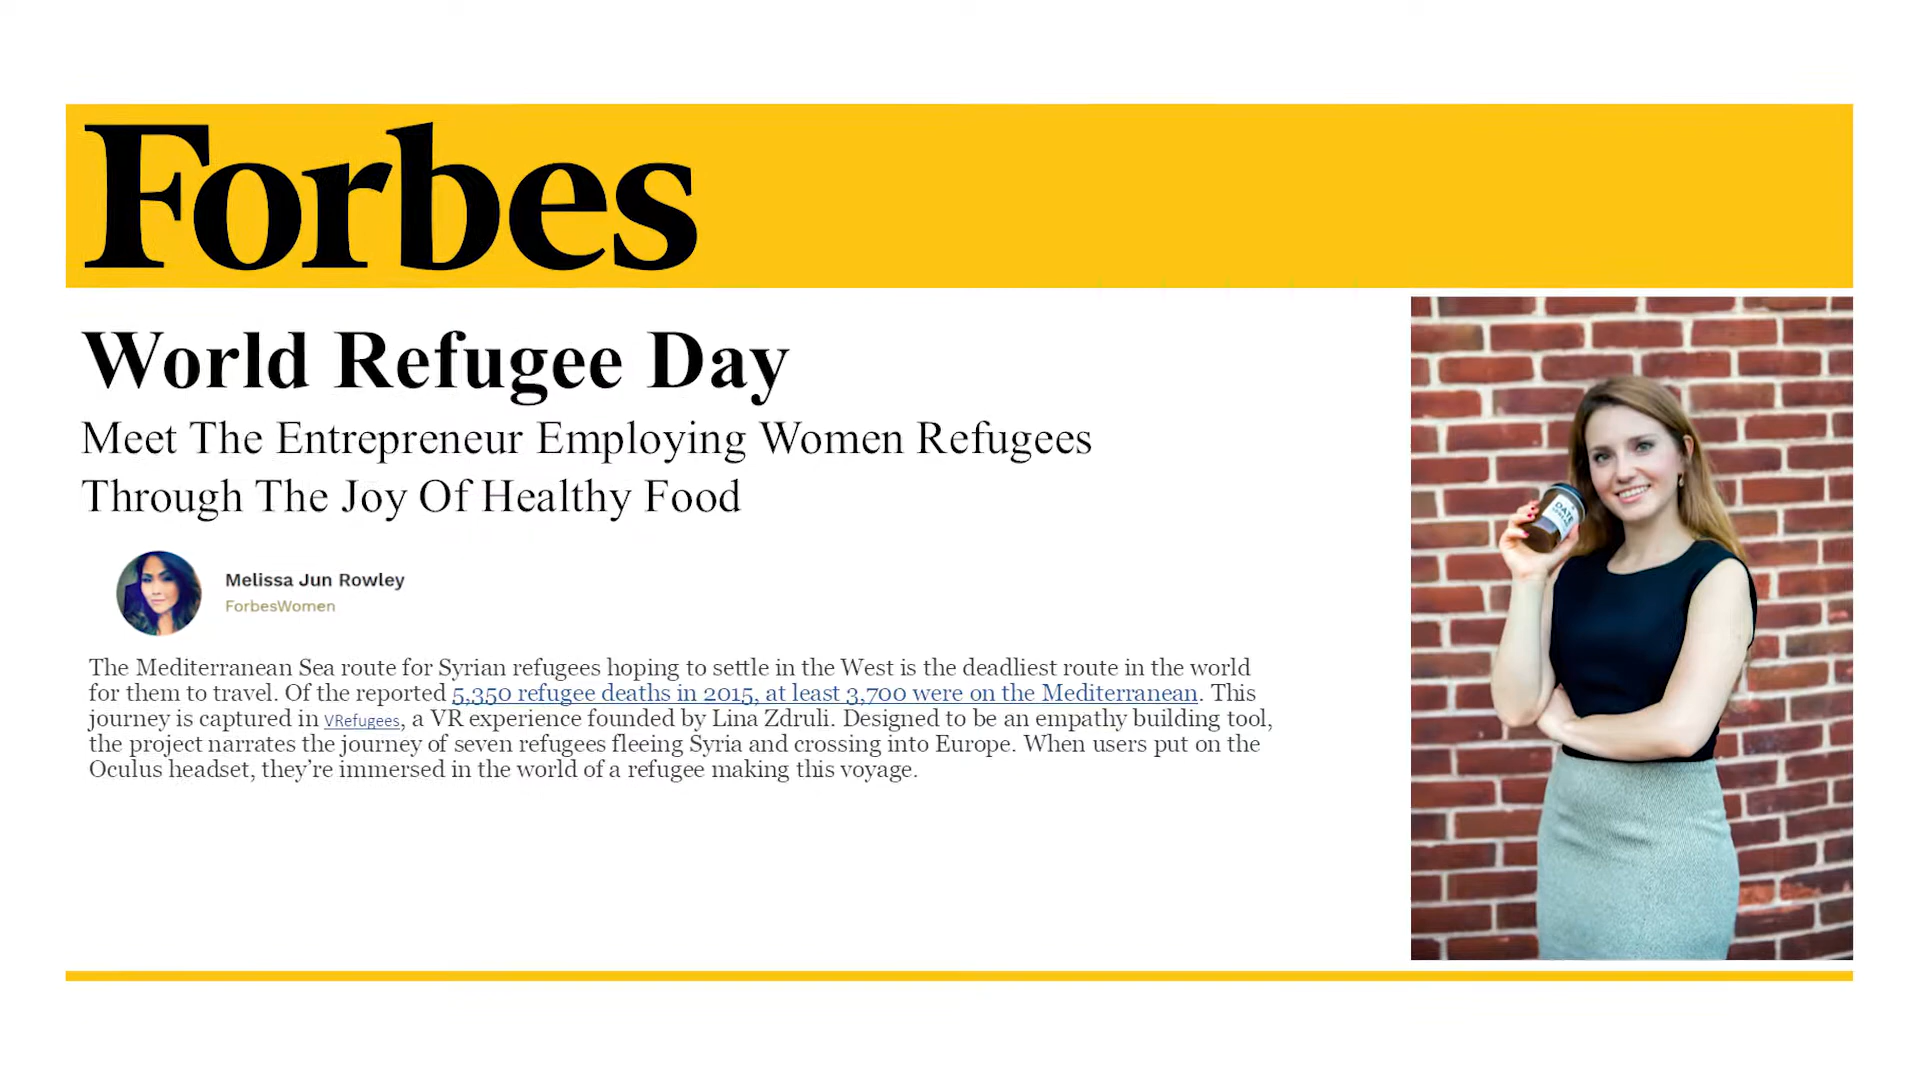 Forbes
World Refugee Day
Meet The Entrepreneur Employing Women Refugees
Through The Joy Of Healthy Food
Melissa Jun Rowley
ForbesWomen
The Mediterranean Sea route for Syrian refugees hoping to settle in the West is the deadliest route in the world
for them to travel. Of the reported 5,350 refugee deaths in 2015, at least 3,700 were on the Mediterranean. This
journey is captured in VRefugees, a VR experience founded by Lina Zdruli. Designed to be an empathy building tool,
the project narrates the journey of seven refugees fleeing Syria and crossing into Europe. When users put on the
Oculus headset, they’re immersed in the world of a refugee making this voyage.
DATE